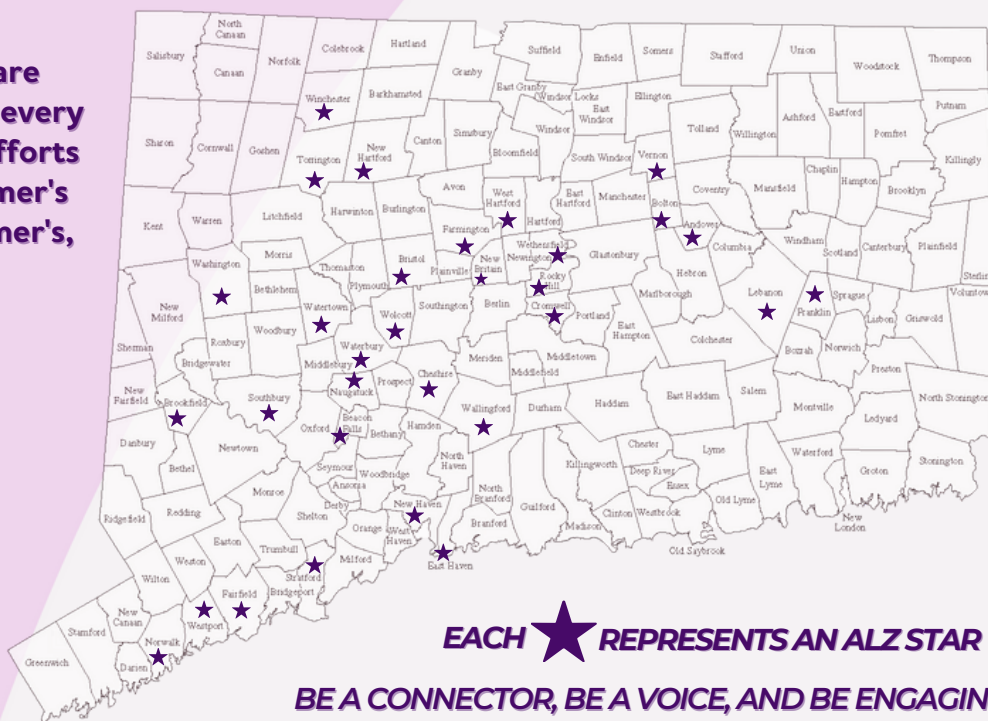 are
every
fforts
mer's
ner's,
North
Canaan
Colebrook
Hartland
Salisbury
Canaan
Norfolk
Granby
Suffield
Enfield
Somers
Stafford
Union
Woodstock
Thompson
Winchester
Barkhamsted
East Granby
Windsor Locks
East
Windsor
Ellington
Tolland
Willington
Ashford
Eastford
Pomfret
Putnam
Killingly
Sharon
Cornwall
Goshen
Torrington
New
Hartford
Canton
Simsbury
Bloomfield
Windsor
South Windsor
Vernon
Coventry
Mansfield
Chaplin
Hampton
Brooklyn
Kent
Warren
Litchfield
Harwinton
Burlington
Avon
West
Hartford
Hartford
East
Hartford
Manchester
Bolton
Andover
Columbia
Windham
Scotland
Canterbury
Plainfield
Sterlin
Voluntow
Washington
Morris
Bethlehem
Thomaston
Plymouth
Bristol
Farmington
Plainville
New
Britain
Newington
Wethersfield
Rocky
Hill
Glastonbury
Hebron
Marlborough
Lebanon
Franklin
Sprague
Lisbon
Griswold
New
Milford
Sherman
Roxbury
Bridgewater
Woodbury
Watertown
Wolcott
Southington
Berlin
Cromwell
Portland
East
Hampton
Colchester
Bozrah
Norwich
Preston
North Stonington
New
Fairfield
Brookfield
Southbury
Middlebury
Waterbury
Naugatuck
Prospect
Cheshire
Meriden
Middlefield
Middletown
Haddam
East Haddam
Salem
Montville
Ledyard
Danbury
Bethel
Newtown
Oxford
Beacon
Falls
Bethany
Hamden
Wallingford
Durham
Killingworth
Chester
Deep River
Essex
Lyme
East
Lyme
Waterford
Groton
Stonington
Ridgefield
Redding
Monroe
Seymour
Ansonia
Derby
Shelton
Woodbridge
Orange
New Haven
West
Haven
North
Haven
North
Branford
Branford
East Haven
Guilford
Madison
Clinton
Westbrook
Old Saybrook
Old Lyme
New
London
Wilton
Weston
Easton
Trumbull
Stratford
Bridgeport
Milford
Fairfield
Westport
Norwalk
Darien
New
Canaan
Stamford
Greenwich
EACH REPRESENTS AN ALZ STAR
BE A CONNECTOR, BE A VOICE, AND BE ENGAGIN